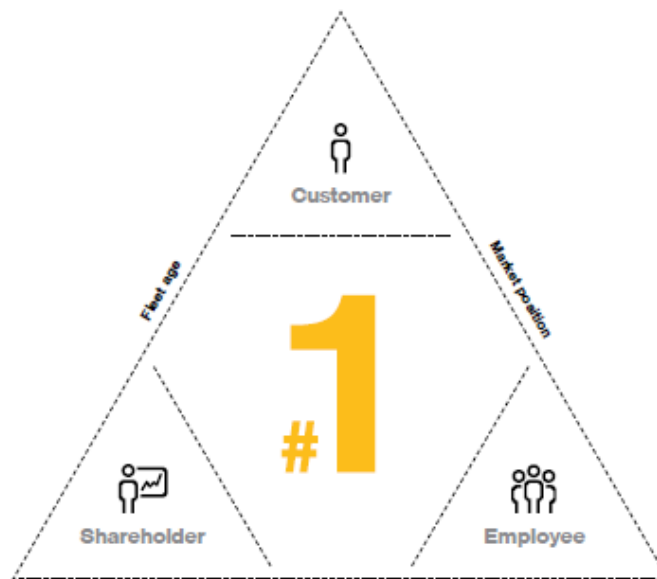 Customer
Fleet age
Market position
#1
Shareholder
Employee